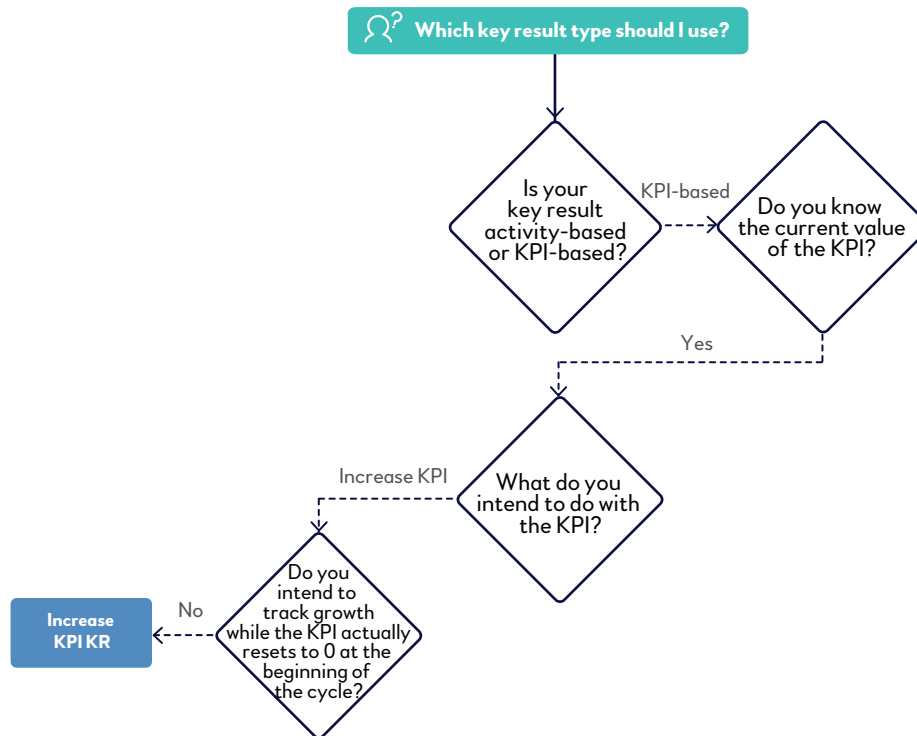 Which key result type should I use?
Is your
key result
activity-based
or KPI-based?
KPI-based
Do you know
the current value
of the KPI?
Yes
What do you
intend to do with
the KPI?
Increase KPI
Do you
intend to
track growth
while the KPI actually
resets to 0 at the
beginning of
the cycle?
No
Increase
KPI KR